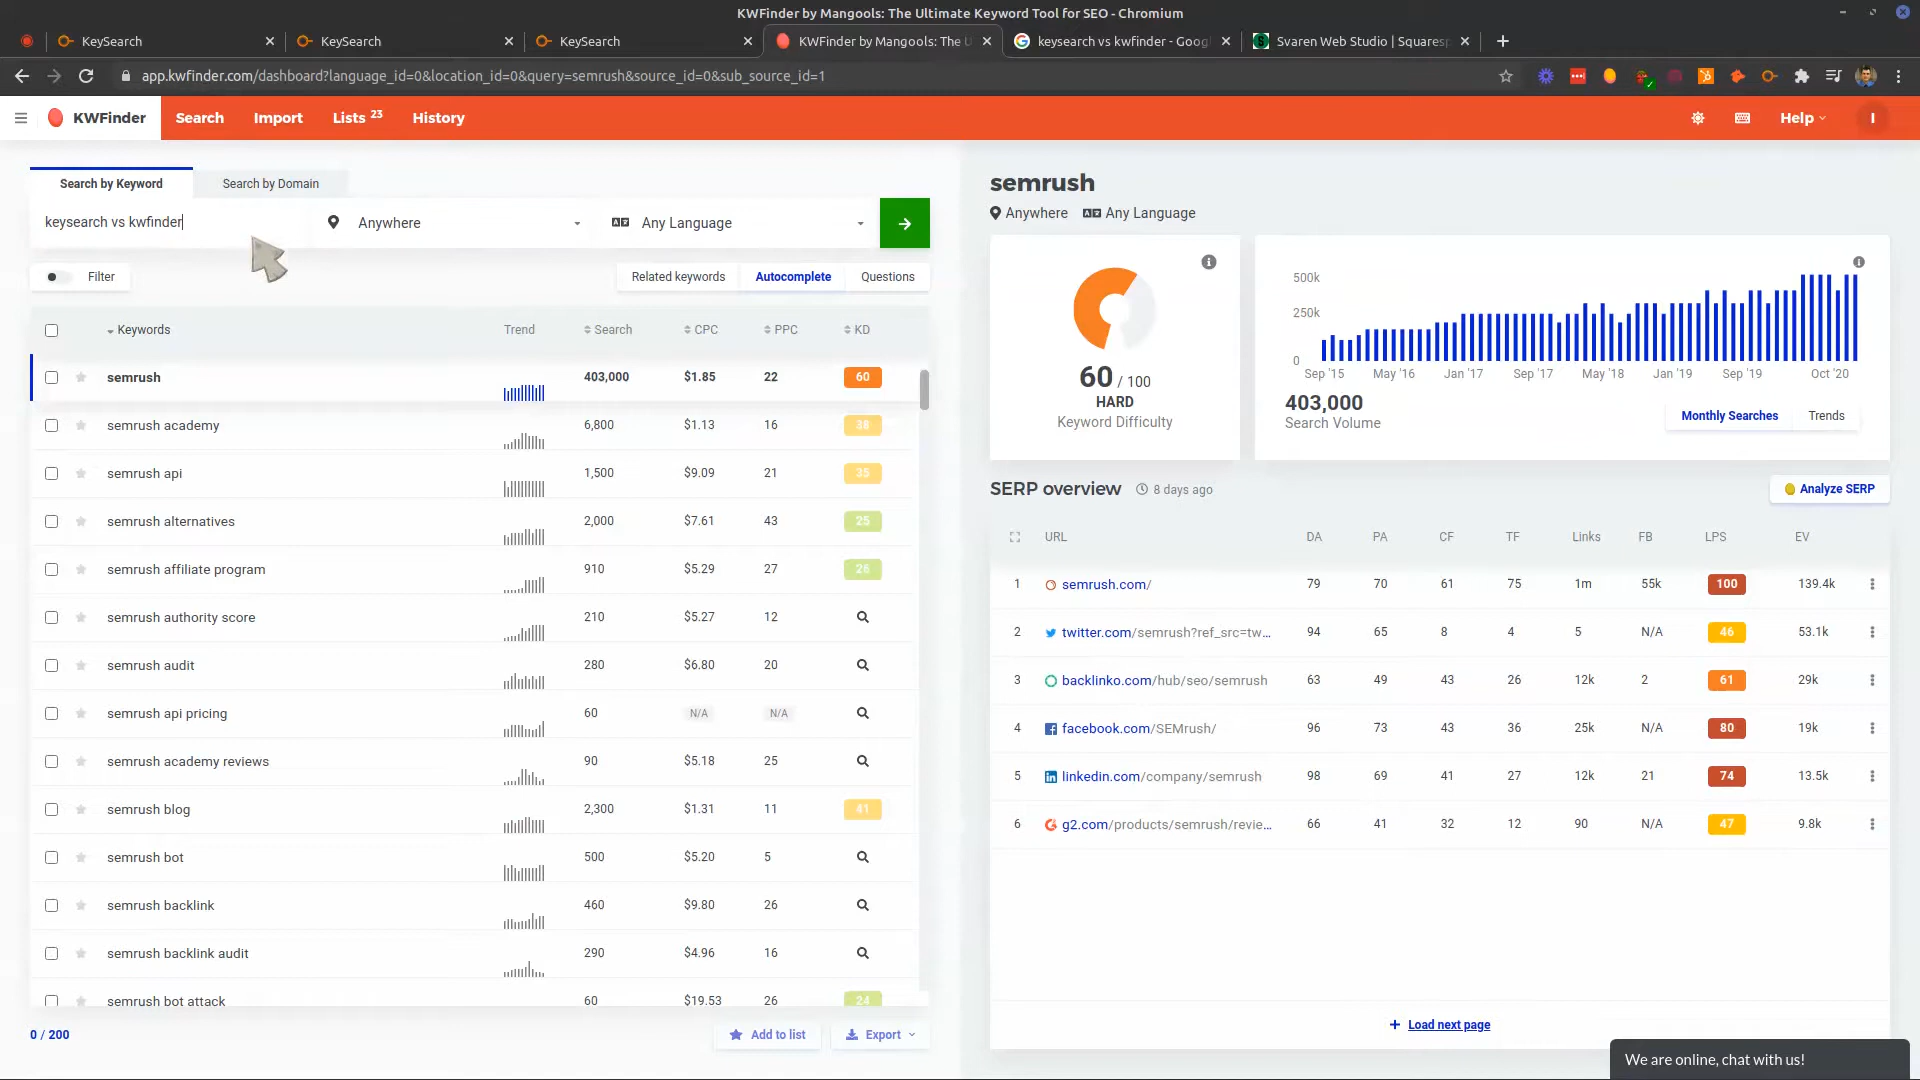 KWFinder by Mangools: The Ultimate Keyword Tool for SEO - Chromium
KeySearch
KeySearch
KeySearch
KWFinder by Mangools: The U
keysearch vs kwfinder - Goog
Svaren Web Studio | Squaresp
app.kwfinder.com/dashboard?language_id=0&location_id=0&query=semrush&source_id=0&sub_source_id=1
KWFinder
Search
Import
Lists 23
History
Help
I
Search by Keyword
Search by Domain
keysearch vs kwfinder
Anywhere
Any Language
Filter
Related keywords
Autocomplete
Questions
Keywords Trend Search CPC PPC KD
semrush 403,000 $1.85 22 60
semrush academy 6,800 $1.13 16 38
semrush api 1,500 $9.09 21 35
semrush alternatives 2,000 $7.61 43 25
semrush affiliate program 910 $5.29 27 26
semrush authority score 210 $5.27 12
semrush audit 280 $6.80 20
semrush api pricing 60 N/A N/A
semrush academy reviews 90 $5.18 25
semrush blog 2,300 $1.31 11 41
semrush bot 500 $5.20 5
semrush backlink 460 $9.80 26
semrush backlink audit 290 $4.96 16
semrush bot attack 60 $19.53 26 24
0 / 200
Add to list
Export
semrush
Anywhere Any Language
60 / 100
HARD
Keyword Difficulty
500k
250k
0
Sep '15 May '16 Jan '17 Sep '17 May '18 Jan '19 Sep '19 Oct '20
403,000
Search Volume
Monthly Searches
Trends
SERP overview
8 days ago
Analyze SERP
URL DA PA CF TF Links FB LPS EV
1 semrush.com/ 79 70 61 75 1m 55k 100 139.4k
2 twitter.com/semrush?ref_src=tw... 94 65 8 4 5 N/A 46 53.1k
3 backlinko.com/hub/seo/semrush 63 49 43 26 12k 2 61 29k
4 facebook.com/SEMrush/ 96 73 43 36 25k N/A 80 19k
5 linkedin.com/company/semrush 98 69 41 27 12k 21 74 13.5k
6 g2.com/products/semrush/revie... 66 41 32 12 90 N/A 47 9.8k
+ Load next page
We are online, chat with us!